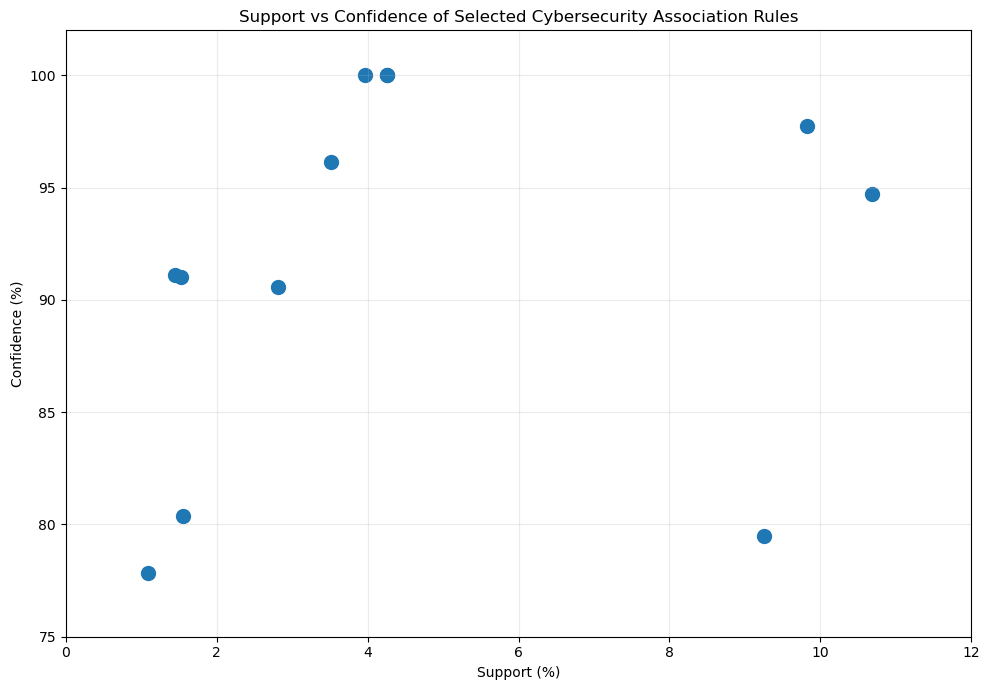 Support vs Confidence of Selected Cybersecurity Association Rules
100
95
90
85
80
75
Confidence (%)
0 2 4 6 8 10 12
Support (%)